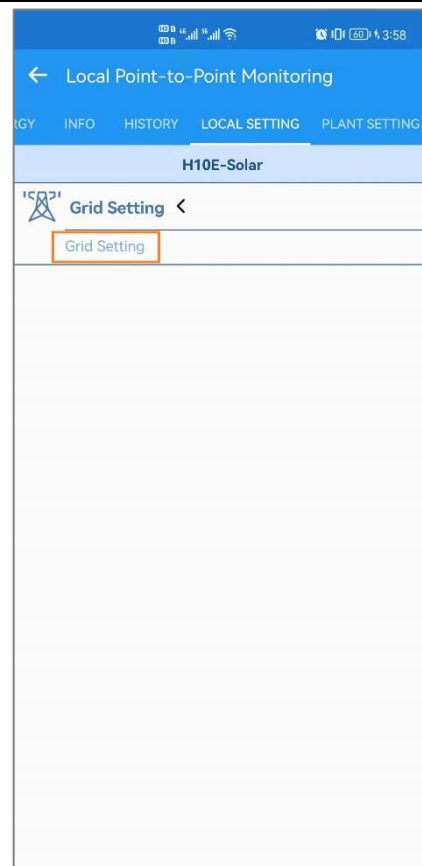 3:58
Local Point-to-Point Monitoring
RGY INFO HISTORY LOCAL SETTING PLANT SETTING
H10E-Solar
Grid Setting <
Grid Setting